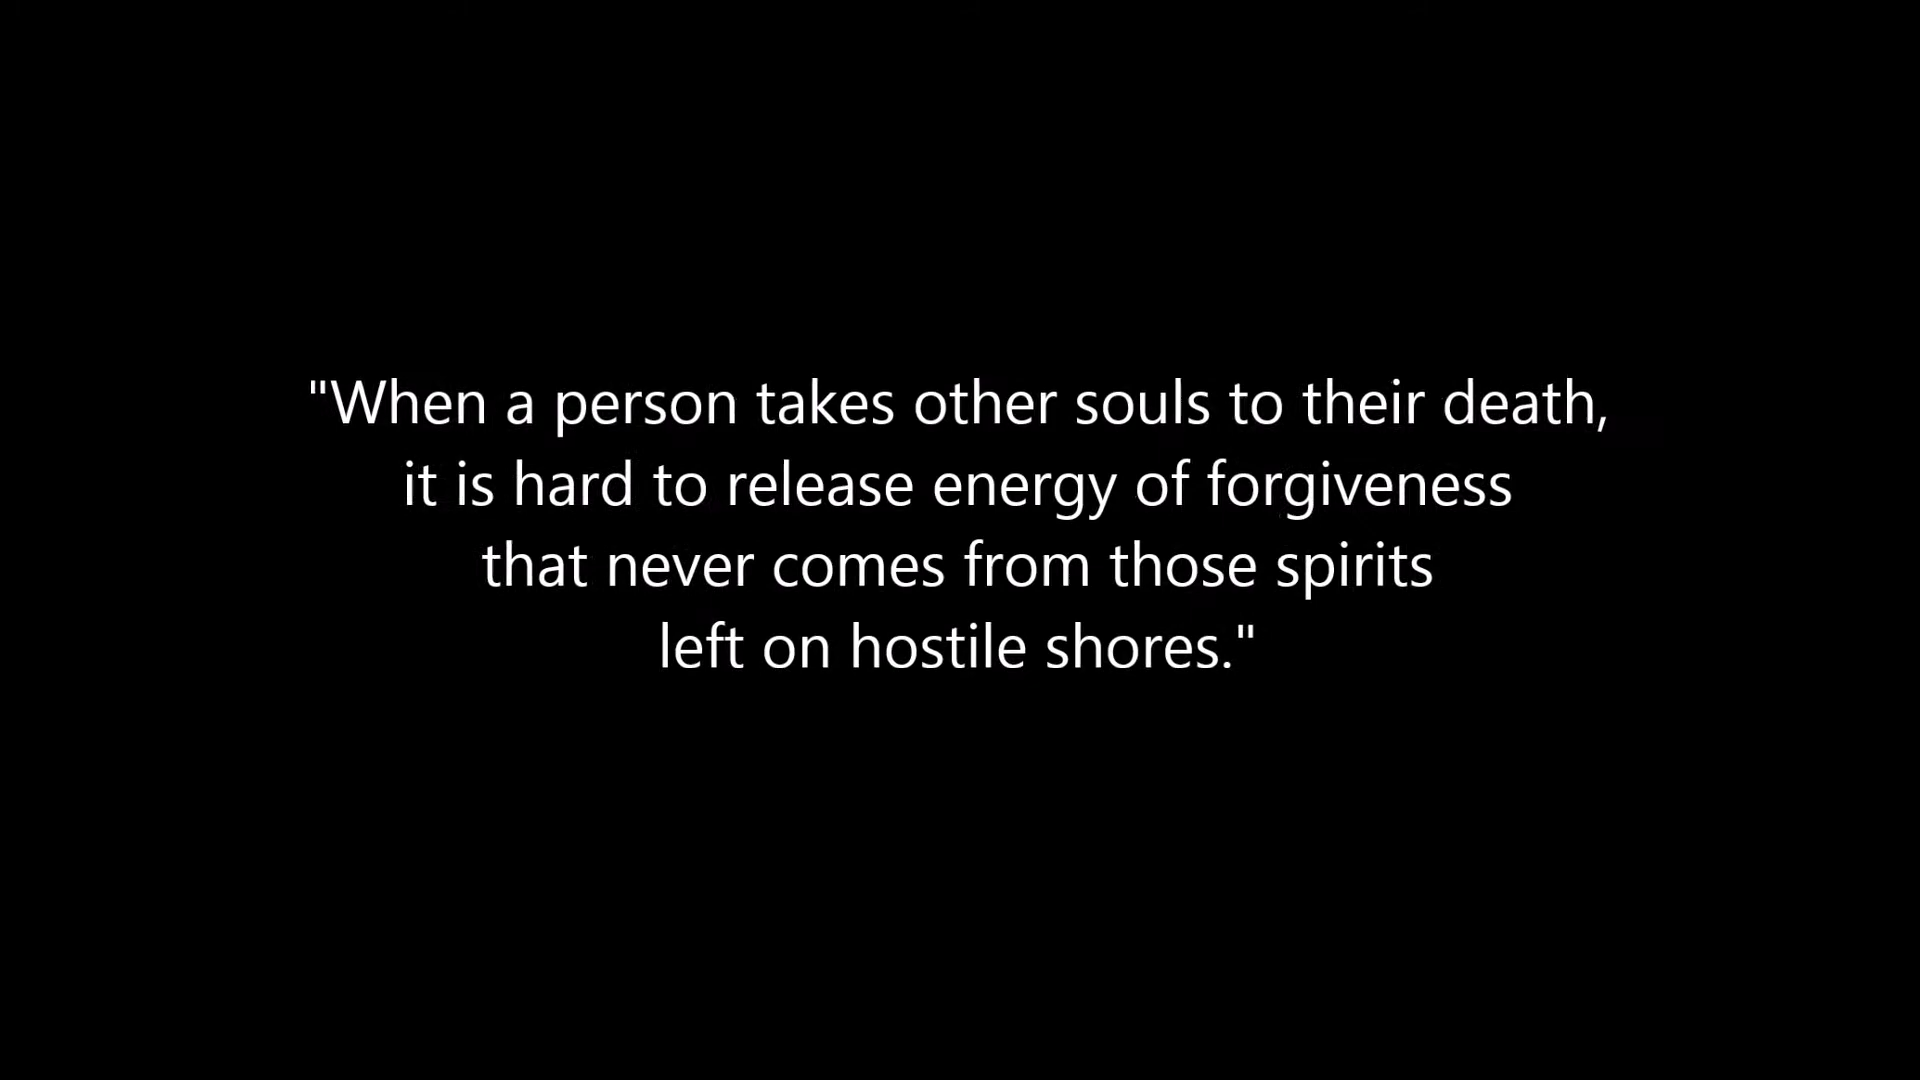 "When a person takes other souls to their death,
it is hard to release energy of forgiveness
that never comes from those spirits
left on hostile shores."